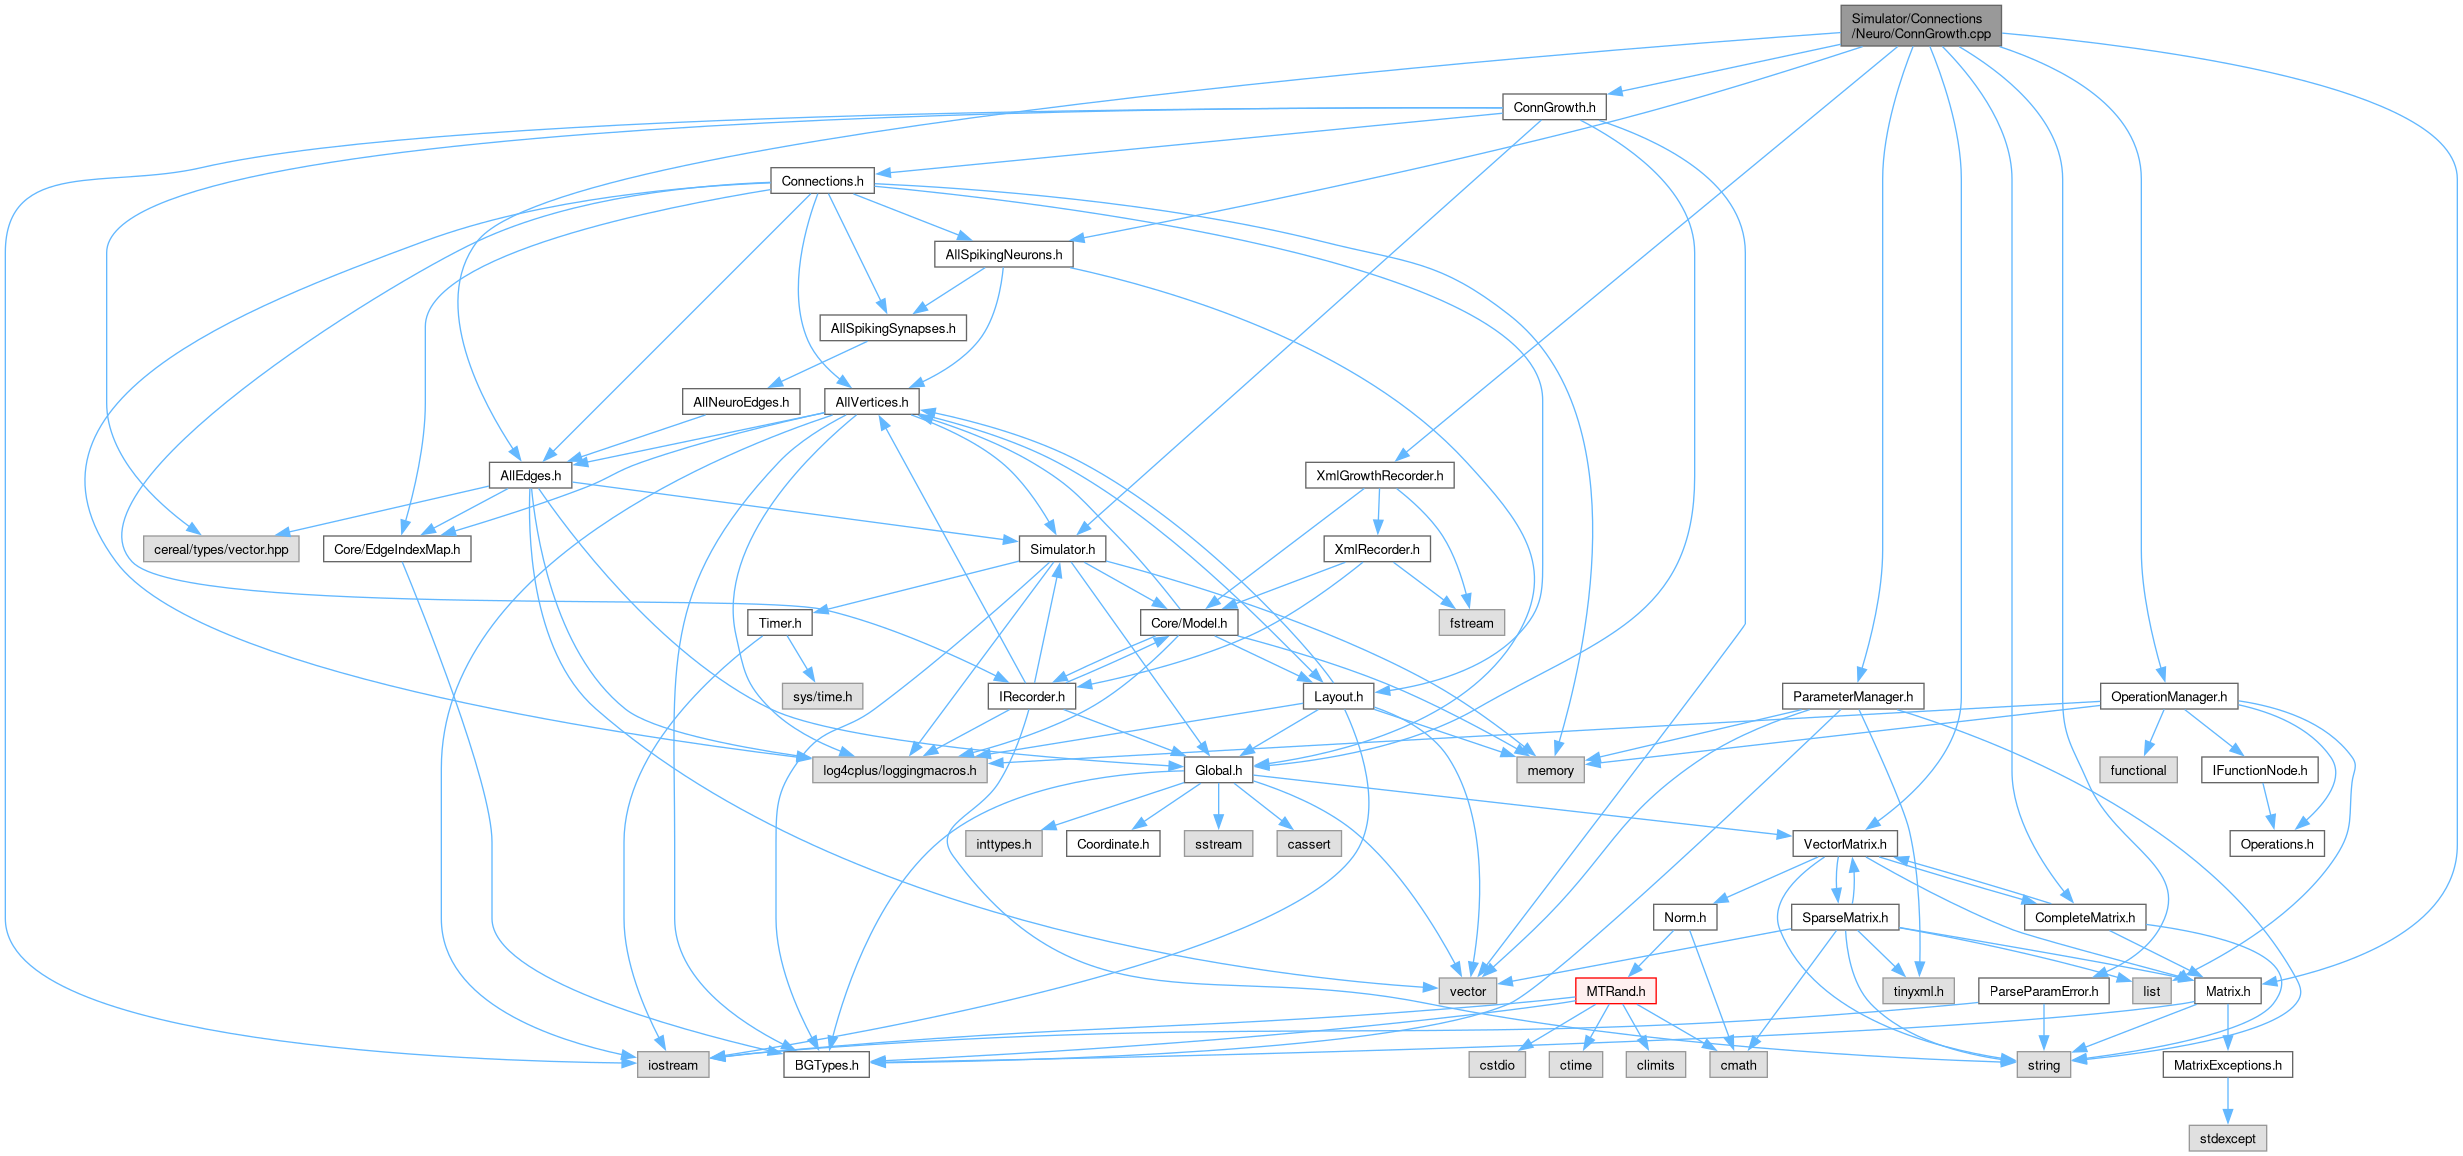 Simulator/Connections
/Neuro/ConnGrowth.cpp
ConnGrowth.h
Connections.h
AllSpikingNeurons.h
AllSpikingSynapses.h
AllNeuroEdges.h
AllVertices.h
AllEdges.h
XmlGrowthRecorder.h
cereal/types/vector.hpp
Core/EdgeIndexMap.h
Simulator.h
XmlRecorder.h
Timer.h
Core/Model.h
fstream
sys/time.h
IRecorder.h
Layout.h
ParameterManager.h
OperationManager.h
log4cplus/loggingmacros.h
Global.h
memory
functional
IFunctionNode.h
inttypes.h
Coordinate.h
sstream
cassert
VectorMatrix.h
Operations.h
Norm.h
SparseMatrix.h
CompleteMatrix.h
vector
MTRand.h
tinyxml.h
ParseParamError.h
list
Matrix.h
iostream
BGTypes.h
cstdio
ctime
climits
cmath
string
MatrixExceptions.h
stdexcept